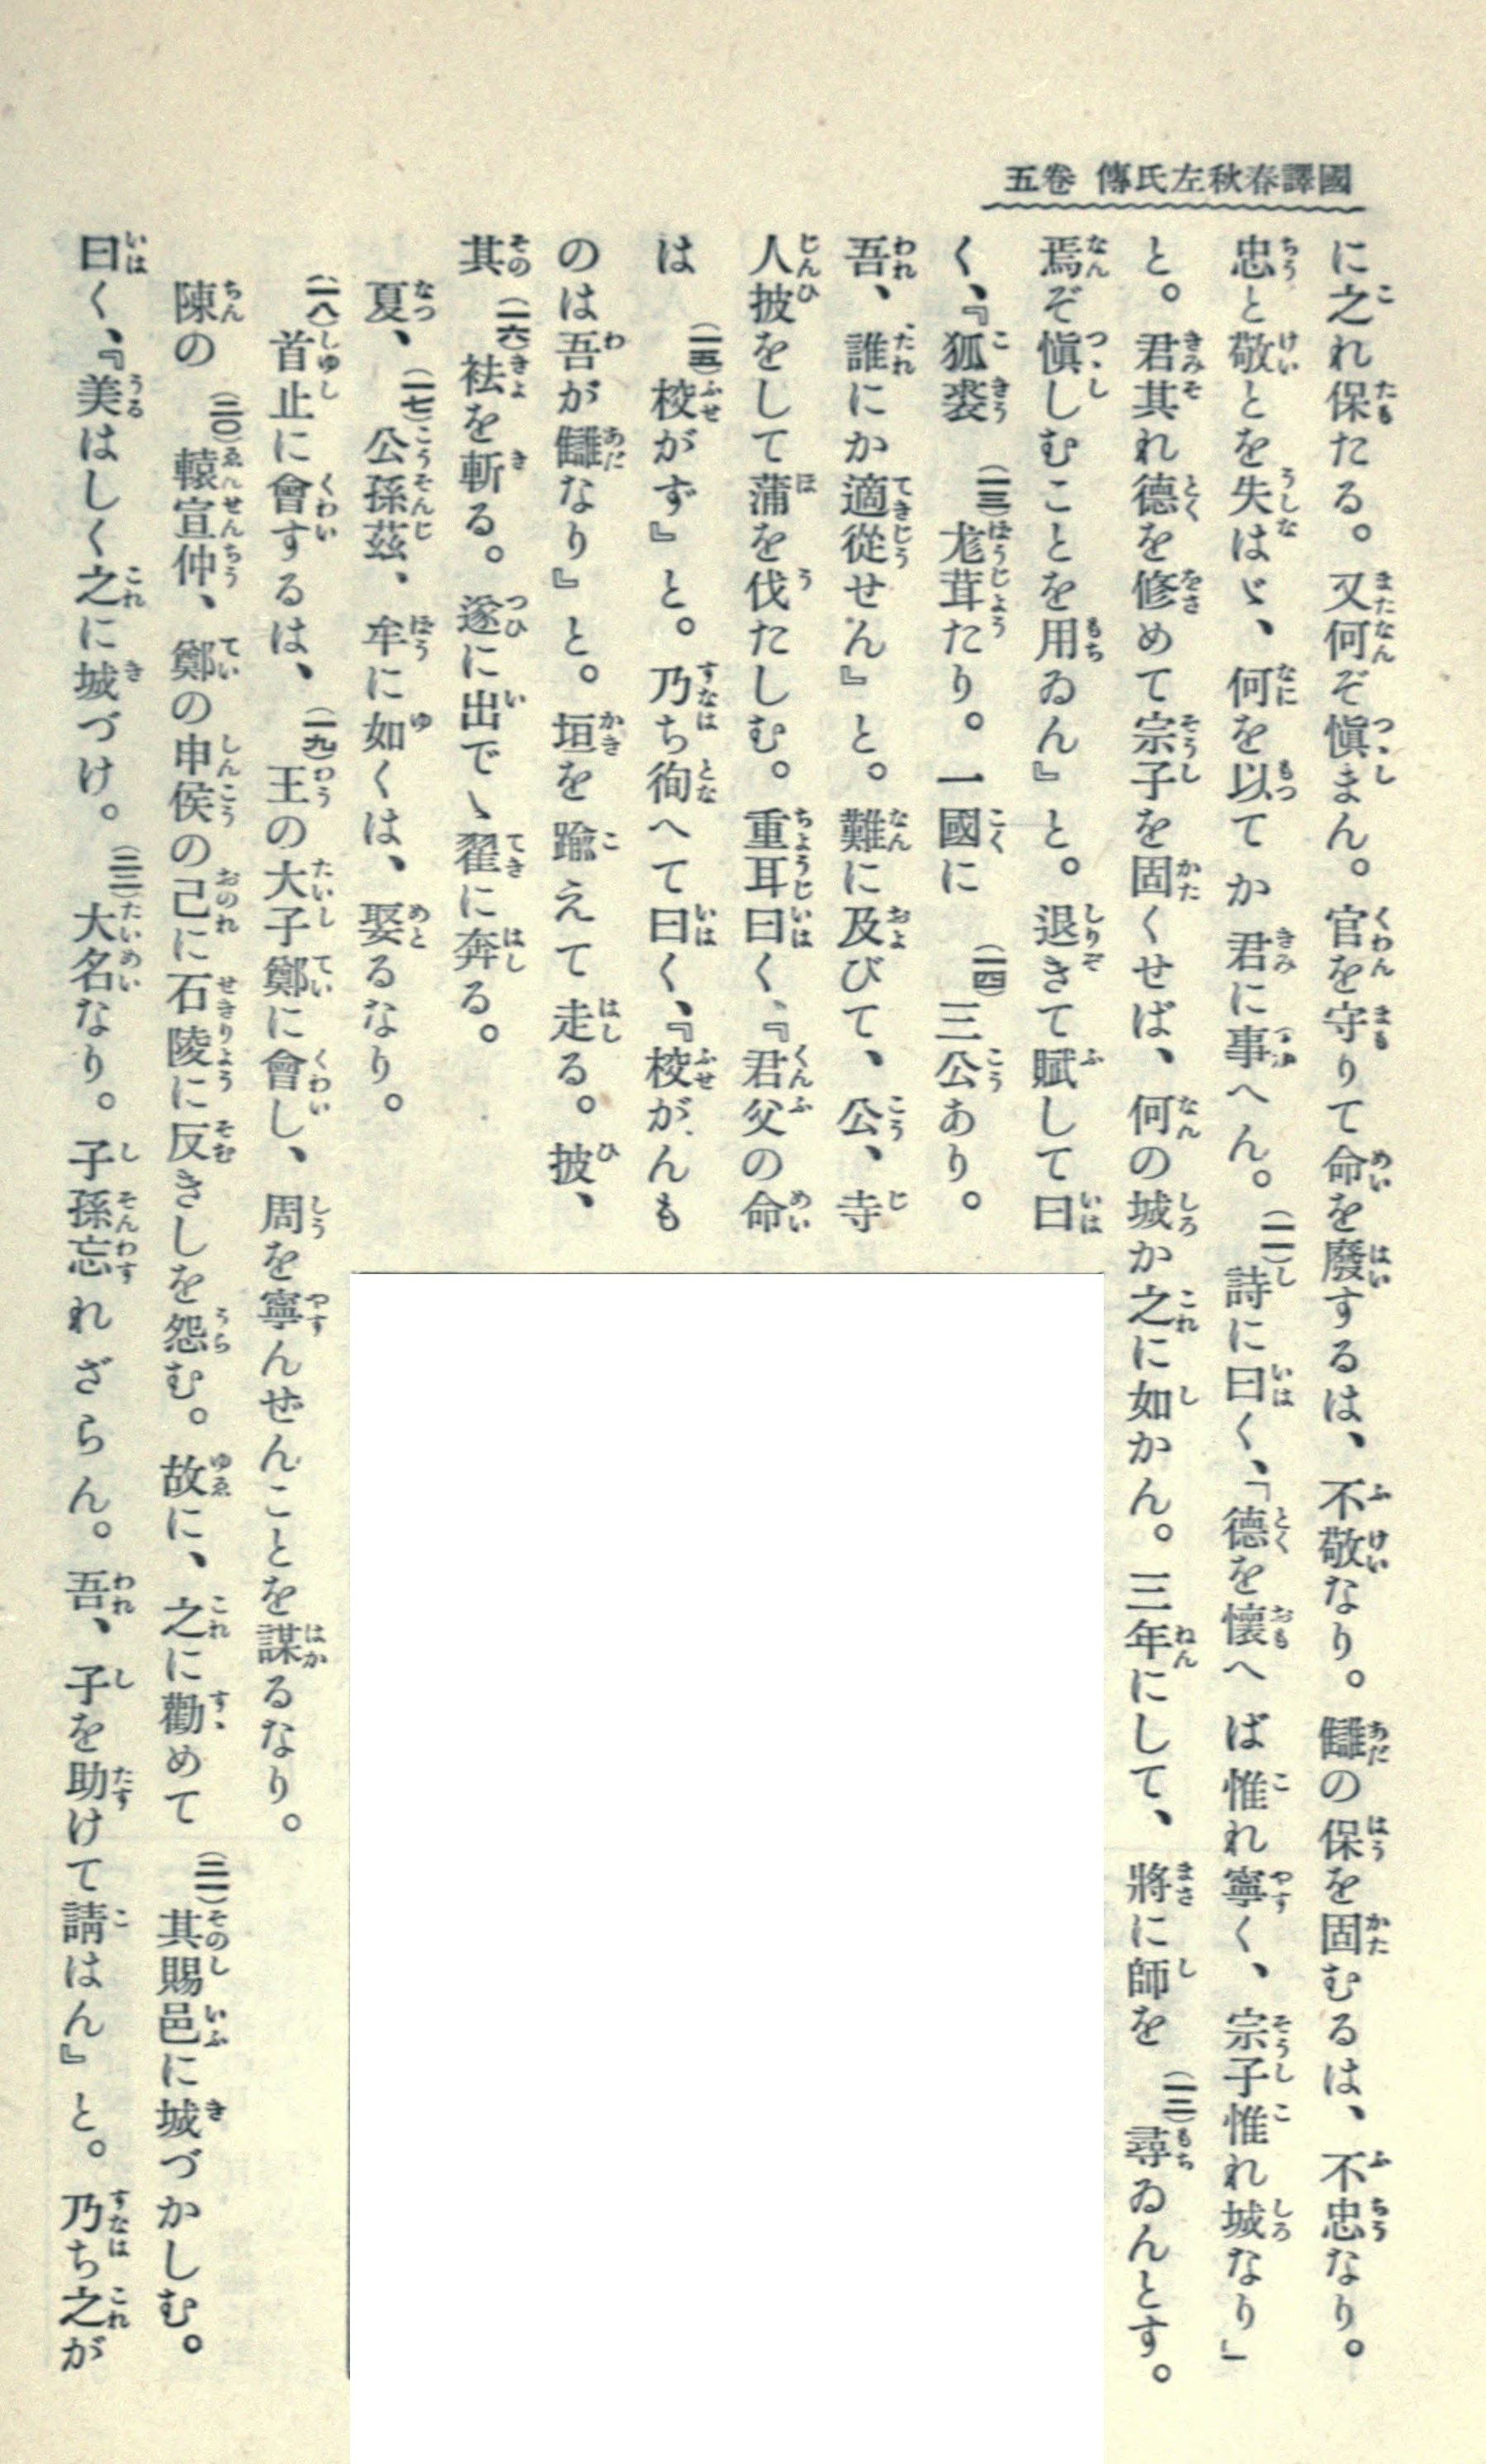 國譯春秋左氏傳 卷五
に之れ保たる。又何ぞ愼まん。官を守りて命を廢するは、不敬なり。讎の保を固むるは、不忠なり。
忠と敬とを失はゞ、何を以てか君に事へん。(一一)詩に曰く、「德を懷へば惟れ寧く、宗子惟れ城なり」
と。君其れ德を修めて宗子を固くせば、何の城か之に如かん。三年にして、將に師を(一二)尋ゐんとす。
焉ぞ愼しむことを用ゐん』と。退きて賦して曰
く、『狐裘(一三)尨茸たり。一國に(一四)三公あり。
吾、誰にか適從せん』と。難に及びて、公、寺
人披をして蒲を伐たしむ。重耳曰く、『君父の命
は(一五)校がず』と。乃ち徇へて曰く、『校がんも
のは吾が讎なり』と。垣を踰えて走る。披、
其(一六)袪を斬る。遂に出でゝ翟に奔る。
夏、(一七)公孫茲、牟に如くは、娶るなり。
(一八)首止に會するは、(一九)王の大子鄭に會し、周を寧んぜんことを謀るなり。
陳の(二〇)轅宣仲、鄭の申侯の己に石陵に反きしを怨む。故に、之に勸めて(二一)其賜邑に城づかしむ。
曰く、『美はしく之に城づけ。(二二)大名なり。子孫忘れざらん。吾、子を助けて請はん』と。乃ち之が